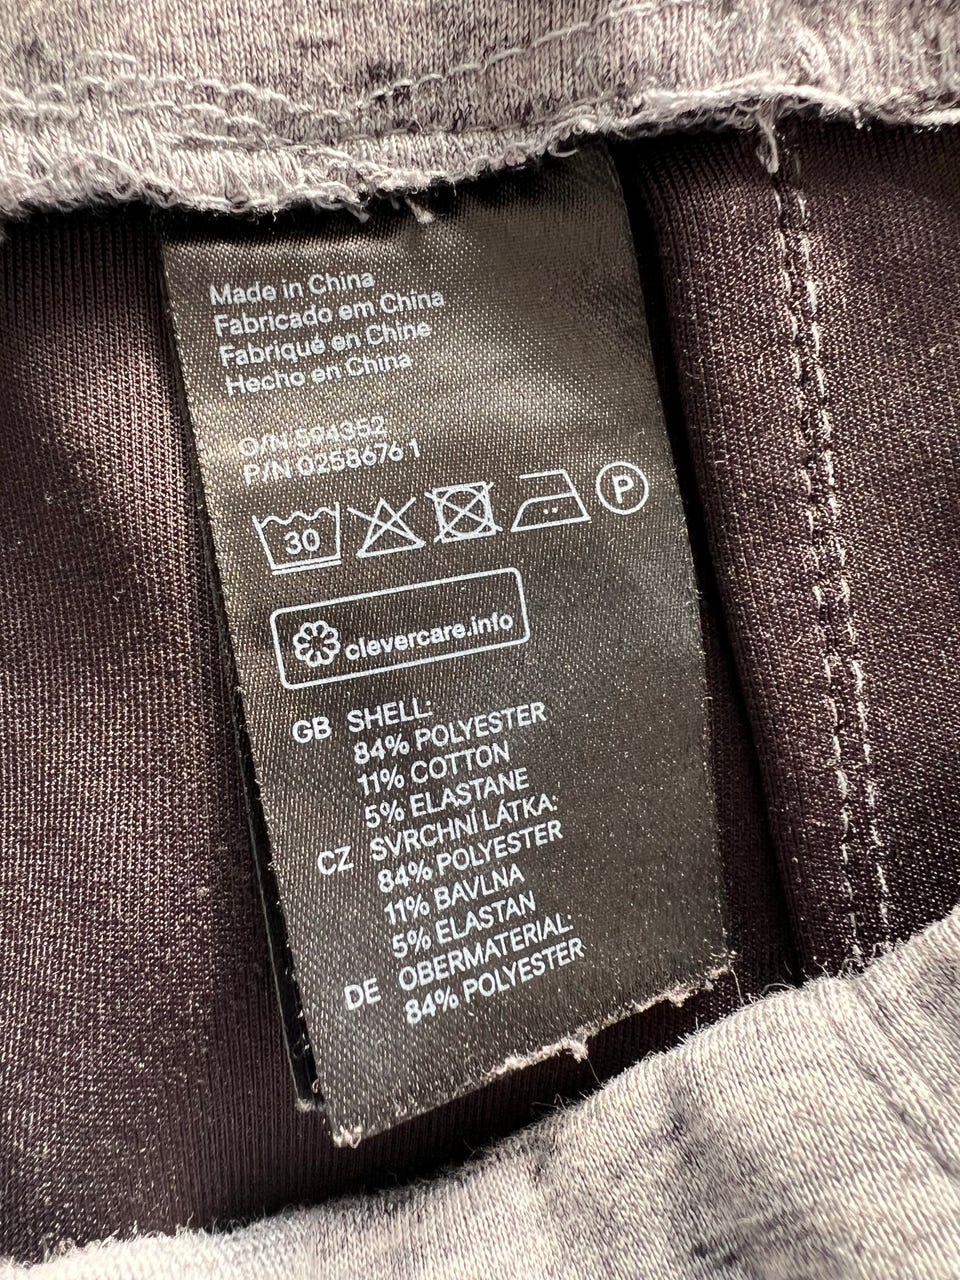 Made in China
Fabricado em China
Fabriqué en Chine
Hecho en China
O/N 594352
P/N 0258676 1
30
P
clevercare.info
GB SHELL:
84% POLYESTER
11% COTTON
5% ELASTANE
CZ SVRCHNÍ LÁTKA:
84% POLYESTER
11% BAVLNA
5% ELASTAN
DE OBERMATERIAL:
84% POLYESTER